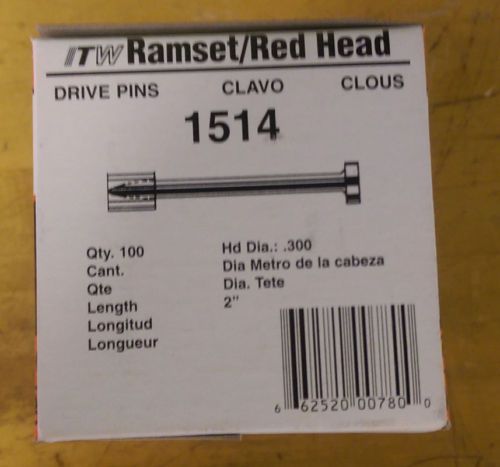 ITW Ramset/Red Head
DRIVE PINS CLAVO CLOUS
1514
Qty. 100 Hd Dia.: .300
Cant. Dia Metro de la cabeza
Qte Dia. Tete
Length 2"
Longitud
Longueur
6 62520 00780 0